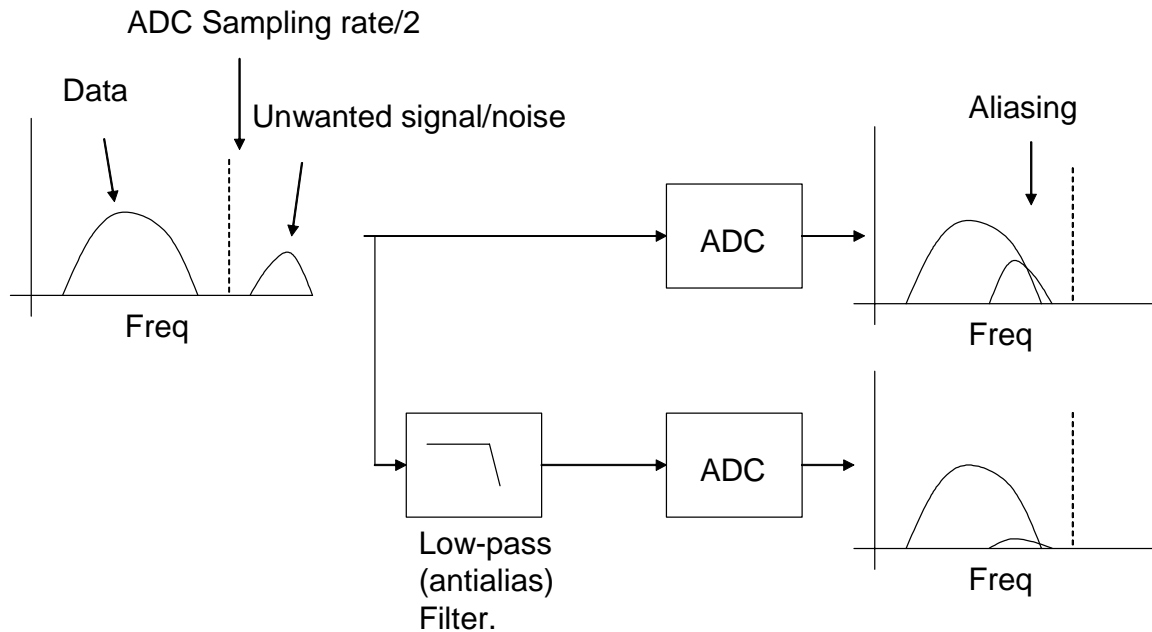 ADC Sampling rate/2
Data
Unwanted signal/noise
Freq
ADC
Aliasing
Freq
Low-pass
(antialias)
Filter.
ADC
Freq